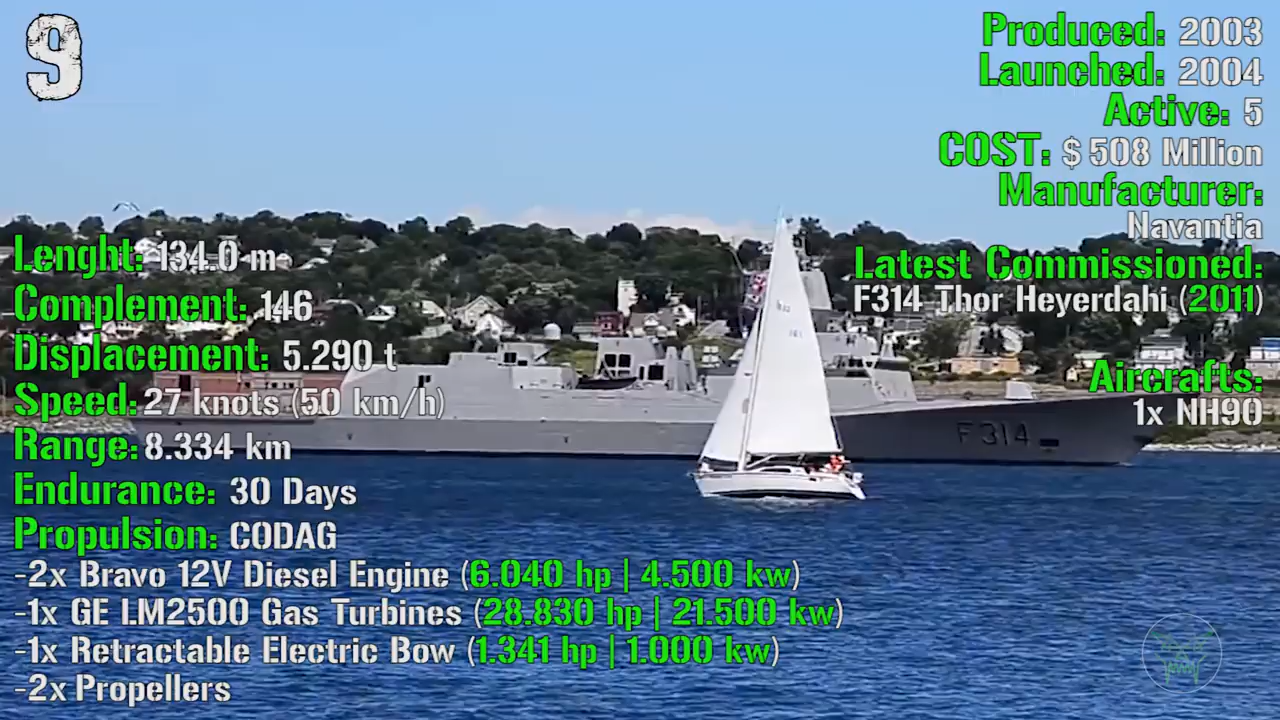 9
Produced: 2003
Launched: 2004
Active: 5
COST: $ 508 Million
Manufacturer:
Navantia
Latest Commissioned:
F314 Thor Heyerdahi (2011)
Aircrafts:
1x NH90
Lenght: 134.0 m
Complement: 146
Displacement: 5.290 t
Speed: 27 knots (50 km/h)
Range: 8.334 km
Endurance: 30 Days
Propulsion: CODAG
-2x Bravo 12V Diesel Engine (6.040 hp | 4.500 kw)
-1x GE LM2500 Gas Turbines (28.830 hp | 21.500 kw)
-1x Retractable Electric Bow (1.341 hp | 1.000 kw)
-2x Propellers
F314